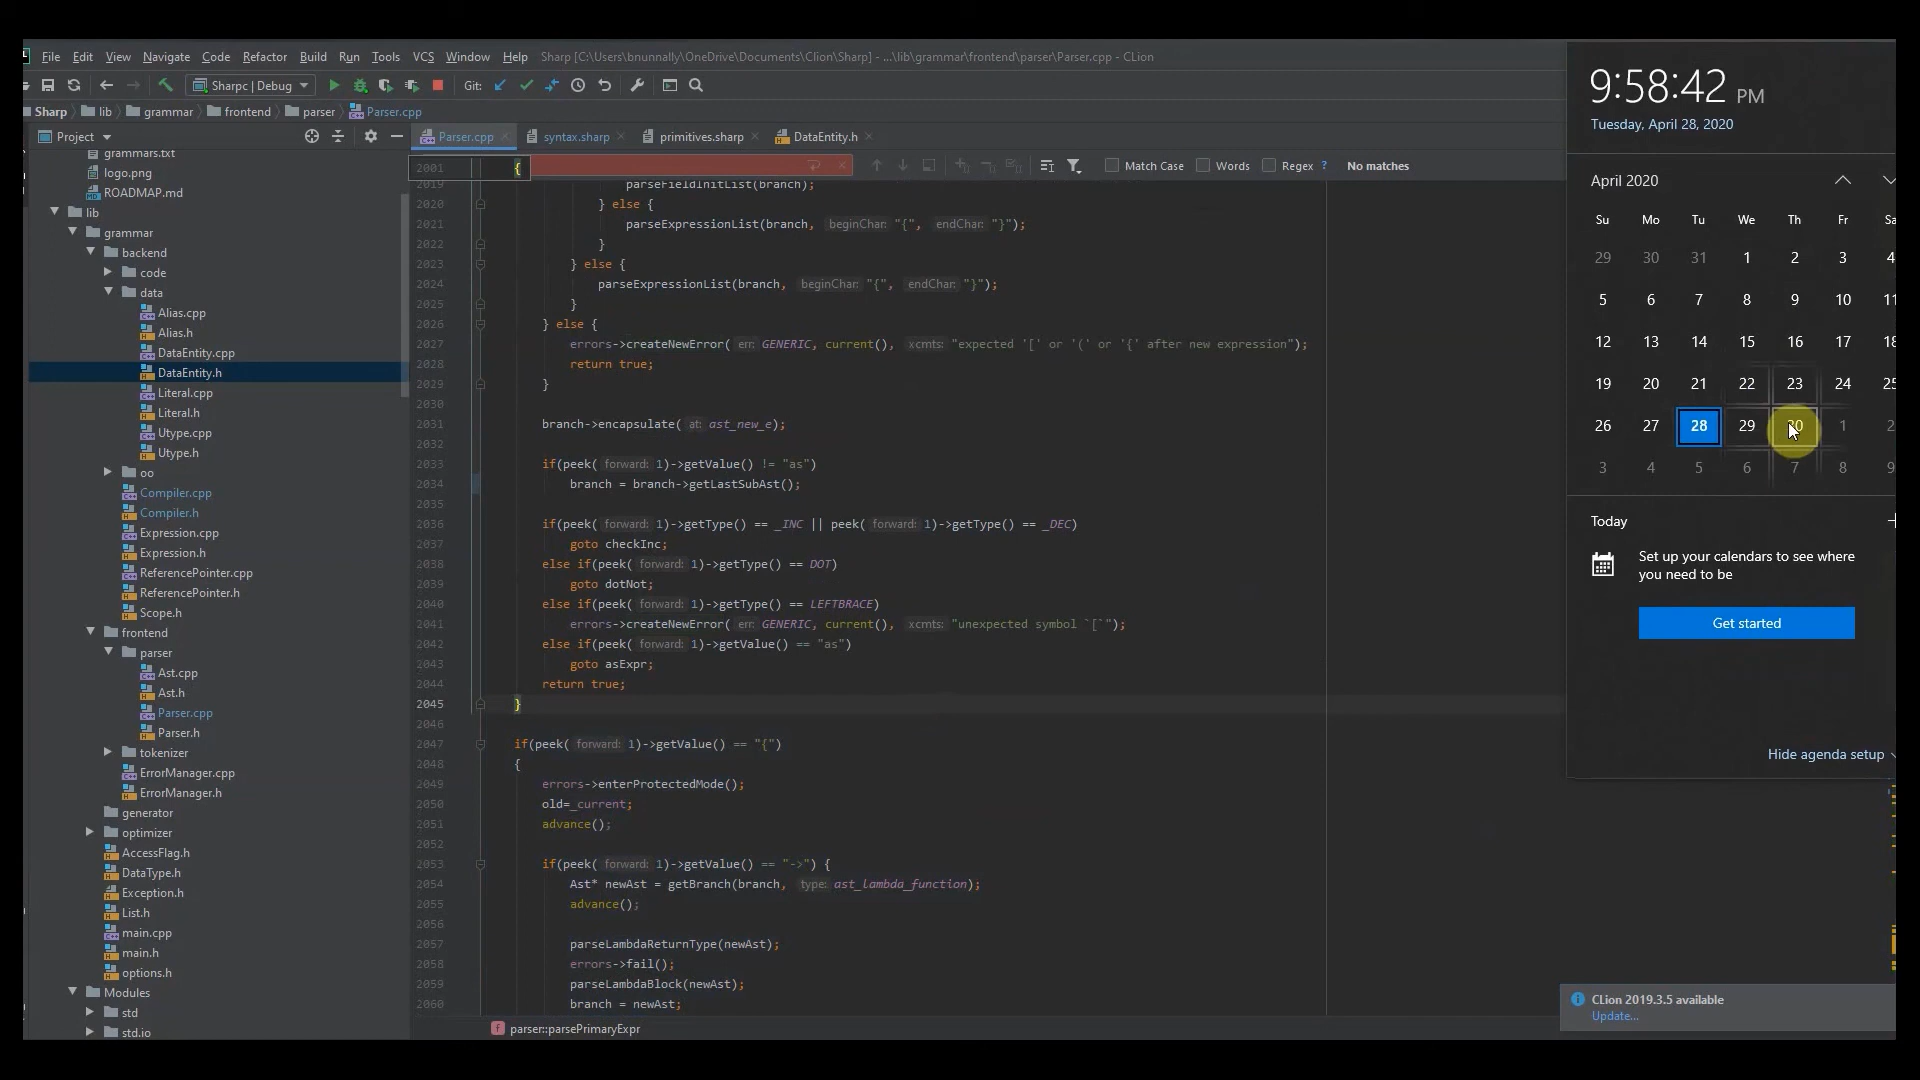 File Edit View Navigate Code Refactor Build Run Tools VCS Window Help Sharp [C:\Users\bnunnally\OneDrive\Documents\Clion\Sharp] - ...\lib\grammar\frontend\parser\Parser.cpp - CLion
Sharpc | Debug Git:
Sharp lib grammar frontend parser Parser.cpp
Project
Parser.cpp syntax.sharp primitives.sharp DataEntity.h
Match Case Words Regex ? No matches
grammars.txt
logo.png
ROADMAP.md
lib
grammar
backend
code
data
Alias.cpp
Alias.h
DataEntity.cpp
DataEntity.h
Literal.cpp
Literal.h
Utype.cpp
Utype.h
oo
Compiler.cpp
Compiler.h
Expression.cpp
Expression.h
ReferencePointer.cpp
ReferencePointer.h
Scope.h
frontend
parser
Ast.cpp
Ast.h
Parser.cpp
Parser.h
tokenizer
ErrorManager.cpp
ErrorManager.h
generator
optimizer
AccessFlag.h
DataType.h
Exception.h
List.h
main.cpp
main.h
options.h
Modules
std
std.io
2001 {
2019 parseFieldInitList(branch);
2020 } else {
2021 parseExpressionList(branch, beginChar: "{", endChar: "}");
2022 }
2023 } else {
2024 parseExpressionList(branch, beginChar: "{", endChar: "}");
2025 }
2026 } else {
2027 errors->createNewError( err: GENERIC, current(), xcmts: "expected '[' or '(' or '{' after new expression");
2028 return true;
2029 }
2030
2031 branch->encapsulate( at: ast_new_e);
2032
2033 if(peek( forward: 1)->getValue() != "as")
2034 branch = branch->getLastSubAst();
2035
2036 if(peek( forward: 1)->getType() == _INC || peek( forward: 1)->getType() == _DEC)
2037 goto checkInc;
2038 else if(peek( forward: 1)->getType() == DOT)
2039 goto dotNot;
2040 else if(peek( forward: 1)->getType() == LEFTBRACE)
2041 errors->createNewError( err: GENERIC, current(), xcmts: "unexpected symbol `[`");
2042 else if(peek( forward: 1)->getValue() == "as")
2043 goto asExpr;
2044 return true;
2045 }
2046
2047 if(peek( forward: 1)->getValue() == "{")
2048 {
2049 errors->enterProtectedMode();
2050 old=_current;
2051 advance();
2052
2053 if(peek( forward: 1)->getValue() == "->") {
2054 Ast* newAst = getBranch(branch, type: ast_lambda_function);
2055 advance();
2056
2057 parseLambdaReturnType(newAst);
2058 errors->fail();
2059 parseLambdaBlock(newAst);
2060 branch = newAst;
f parser::parsePrimaryExpr
9:58:42 PM
Tuesday, April 28, 2020
April 2020
Su Mo Tu We Th Fr Sa
29 30 31 1 2 3 4
5 6 7 8 9 10 11
12 13 14 15 16 17 18
19 20 21 22 23 24 25
26 27 28 29 30 1 2
3 4 5 6 7 8 9
Today
Set up your calendars to see where
you need to be
Get started
Hide agenda setup
CLion 2019.3.5 available
Update...